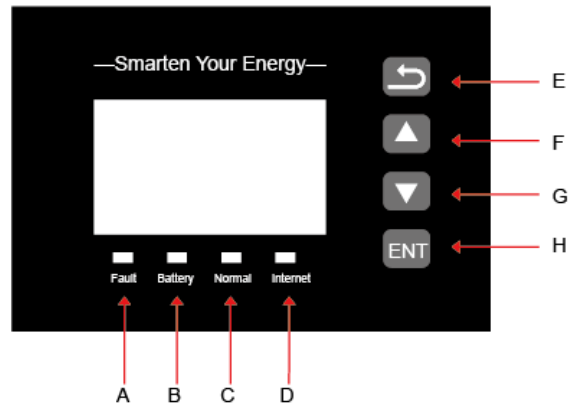 —Smarten Your Energy—
E
F
G
ENT
H
Fault Battery Normal Internet
A B C D